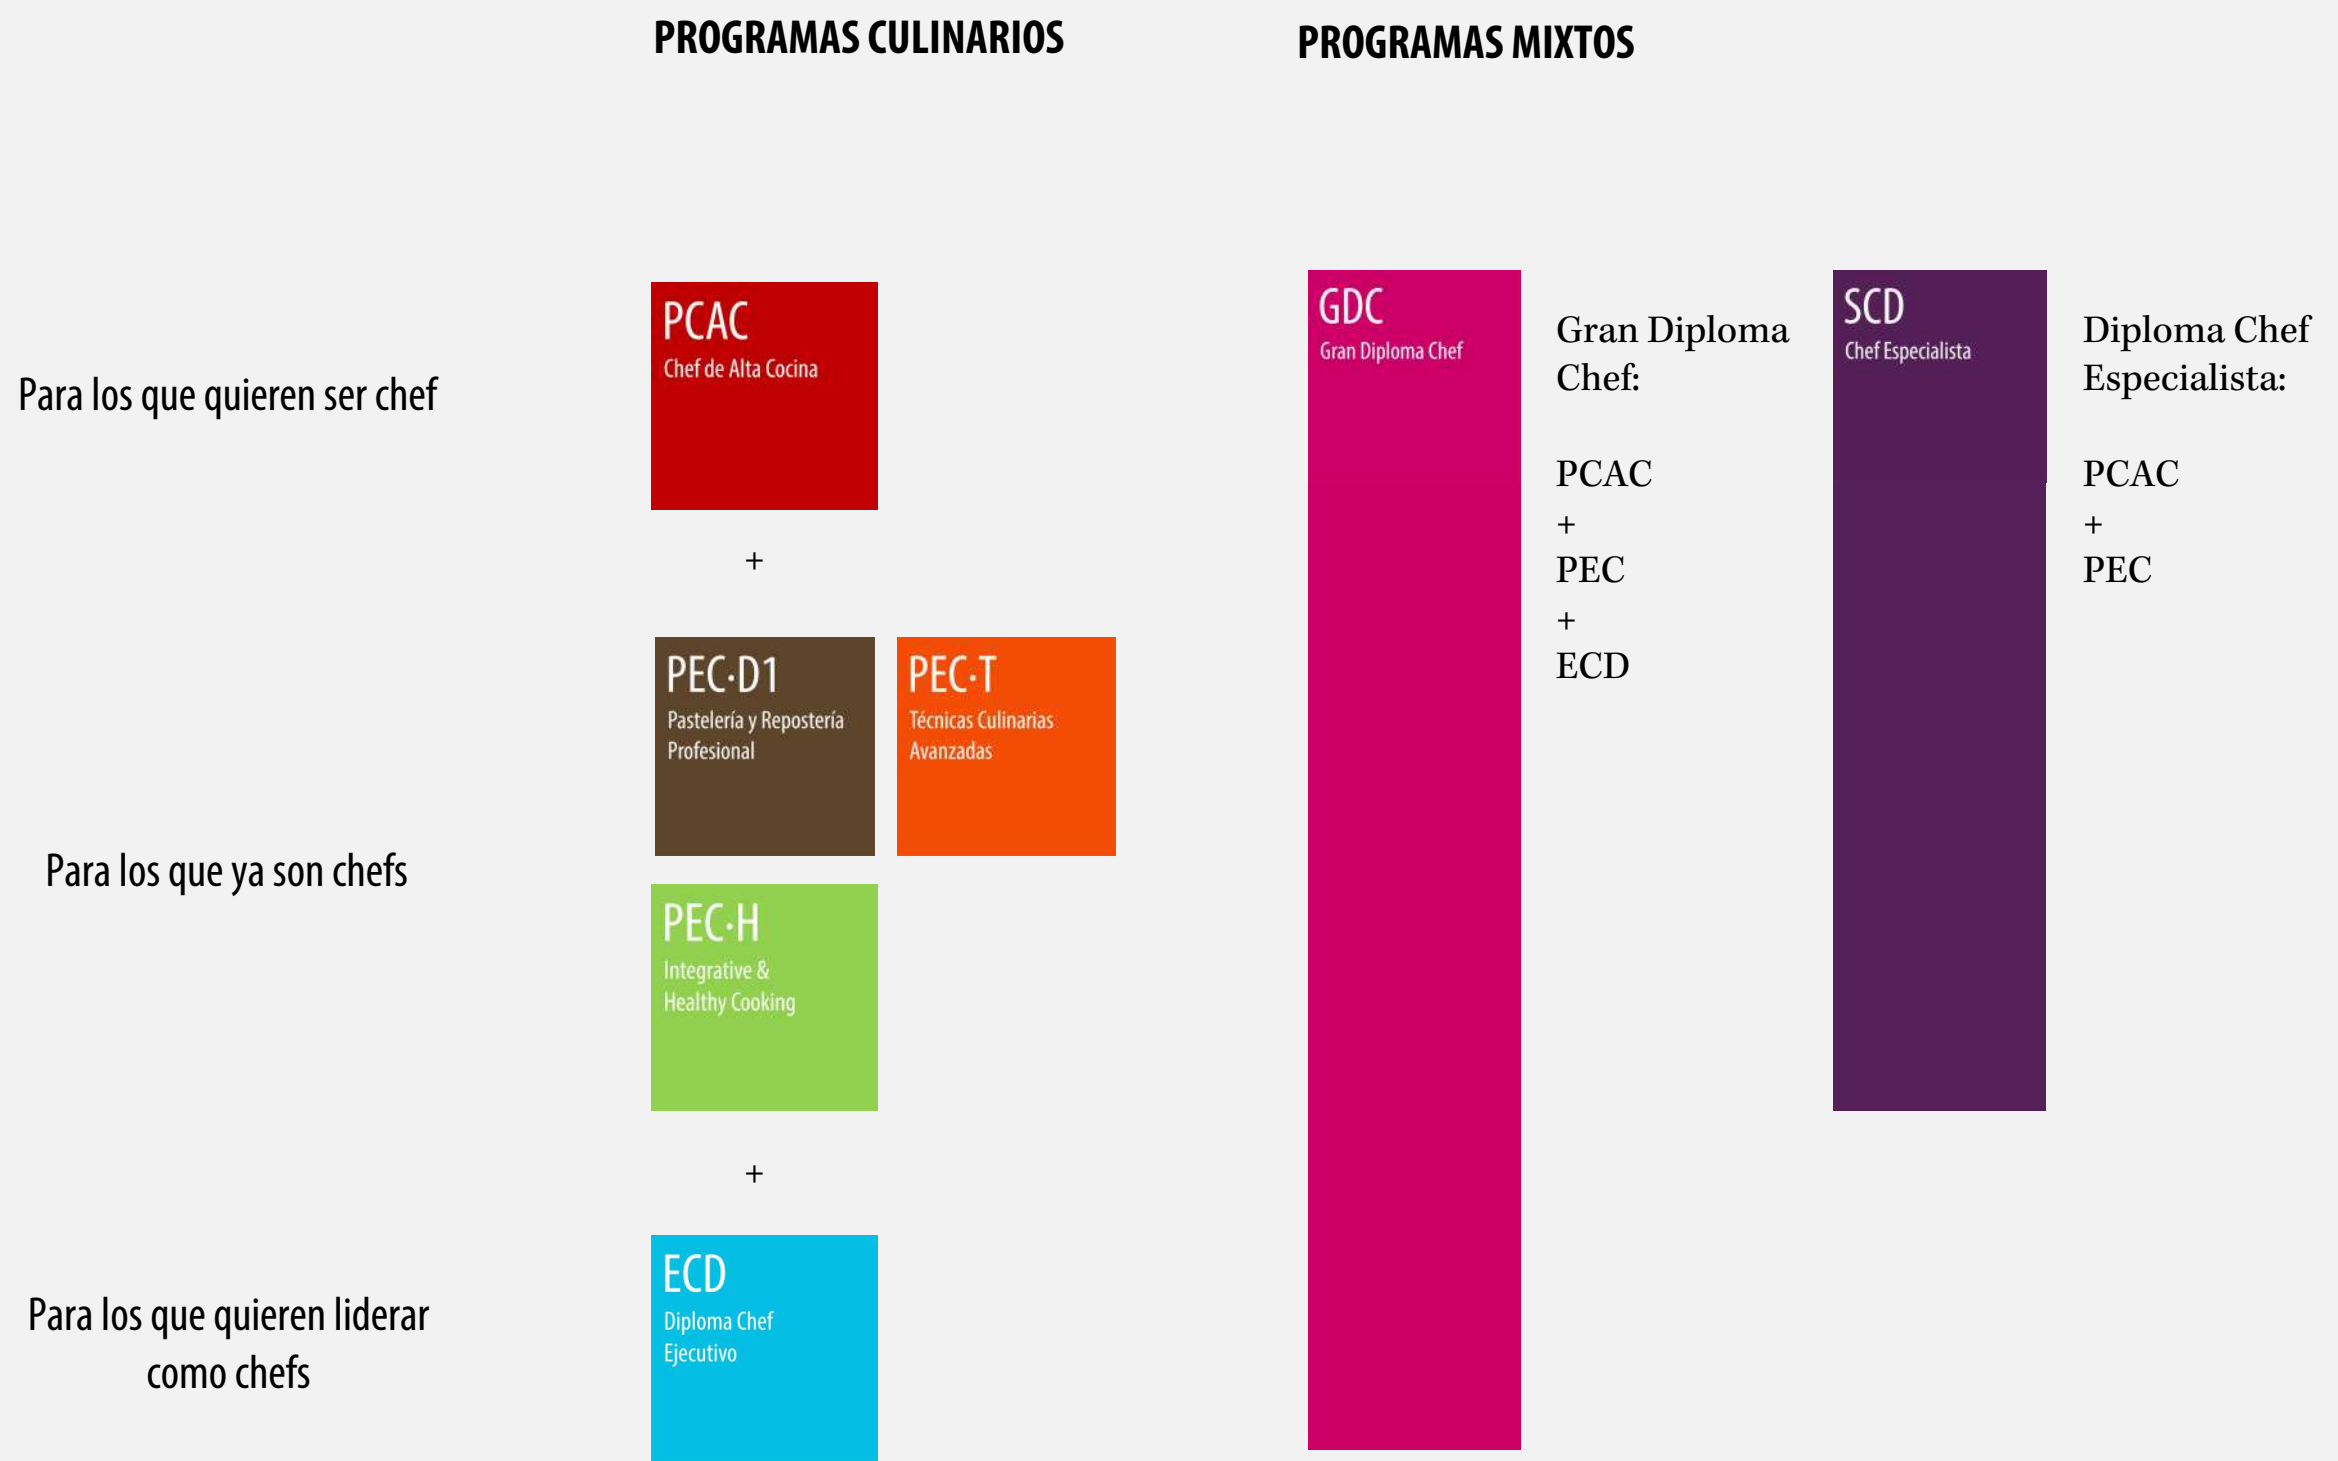 PROGRAMAS CULINARIOS
PROGRAMAS MIXTOS
Para los que quieren ser chef
PCAC
Chef de Alta Cocina
+
Para los que ya son chefs
PEC·D1
Pastelería y Repostería
Profesional
PEC·T
Técnicas Culinarias
Avanzadas
PEC·H
Integrative &
Healthy Cooking
+
Para los que quieren liderar
como chefs
ECD
Diploma Chef
Ejecutivo
GDC
Gran Diploma Chef
Gran Diploma
Chef:
PCAC
+
PEC
+
ECD
SCD
Chef Especialista
Diploma Chef
Especialista:
PCAC
+
PEC